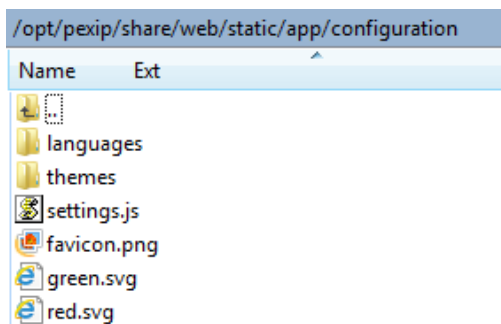 /opt/pexip/share/web/static/app/configuration
Name Ext
..
languages
themes
settings.js
favicon.png
green.svg
red.svg